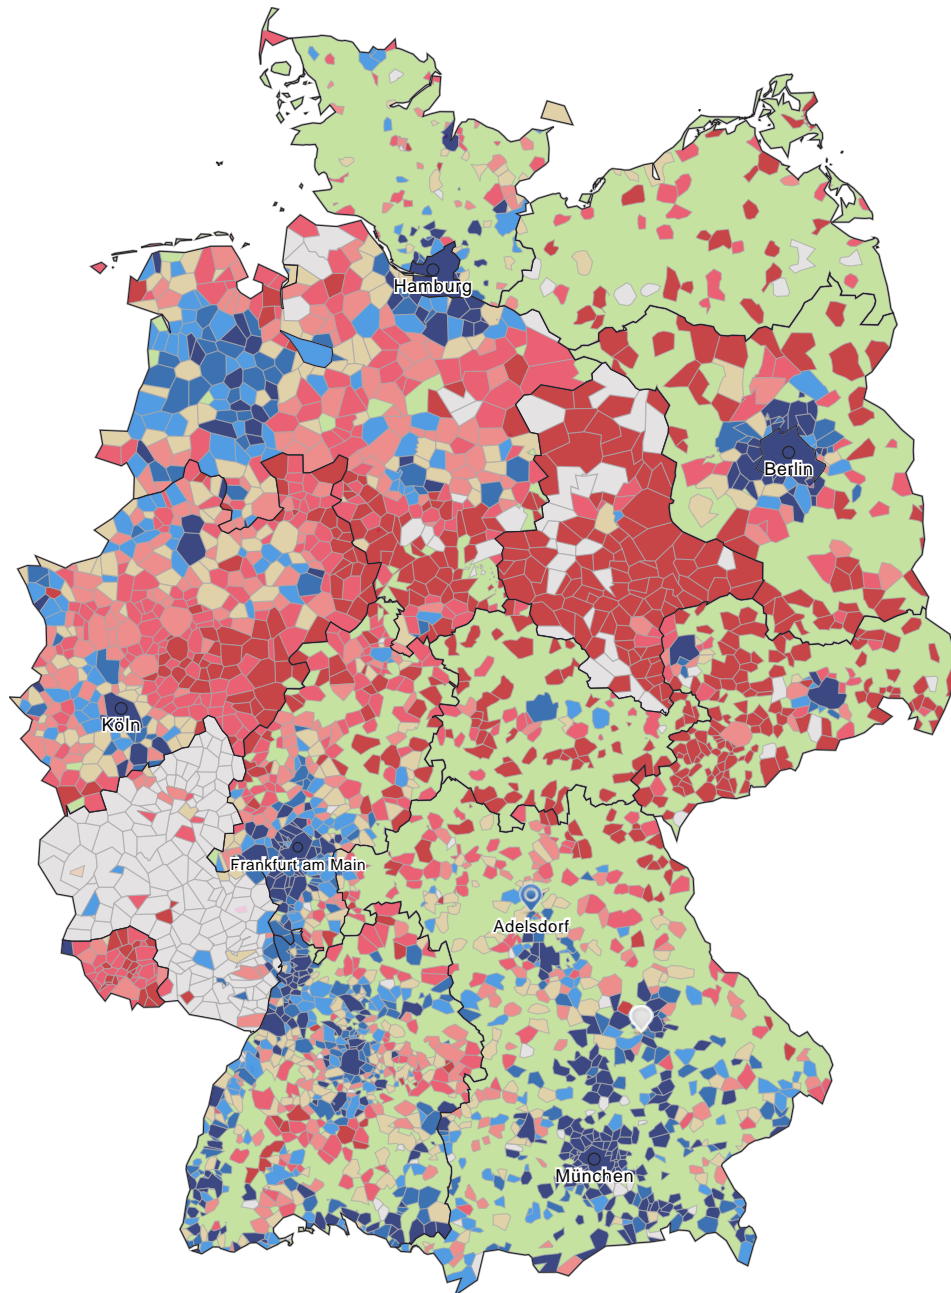 Hamburg
Berlin
Köln
Frankfurt am Main
Adelsdorf
München